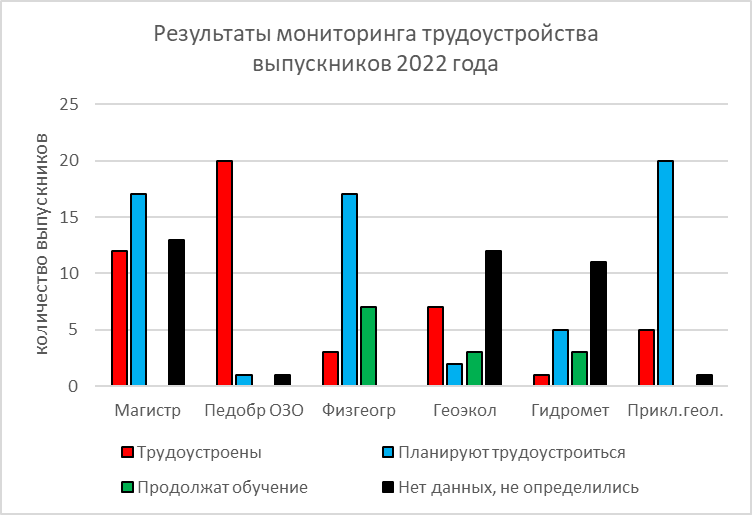 Результаты мониторинга трудоустройства
выпускников 2022 года
количество выпускников
25
20
15
10
5
0
Магистр Педобр ОЗО Физгеогр Геоэкол Гидромет Прикл.геол.
Трудоустроены Планируют трудоустроиться
Продолжат обучение Нет данных, не определились